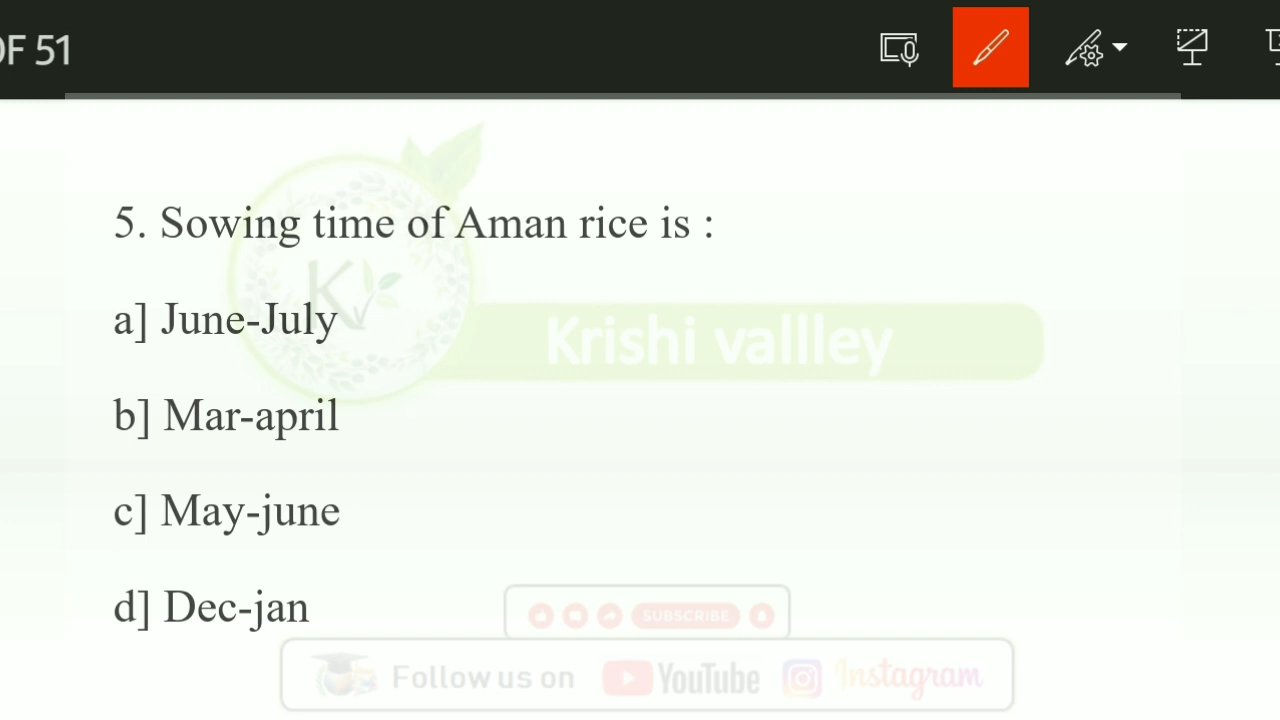 OF 51
5. Sowing time of Aman rice is :
a] June-July
Krishi vallley
b] Mar-april
c] May-june
d] Dec-jan
SUBSCRIBE
Follow us on YouTube Instagram